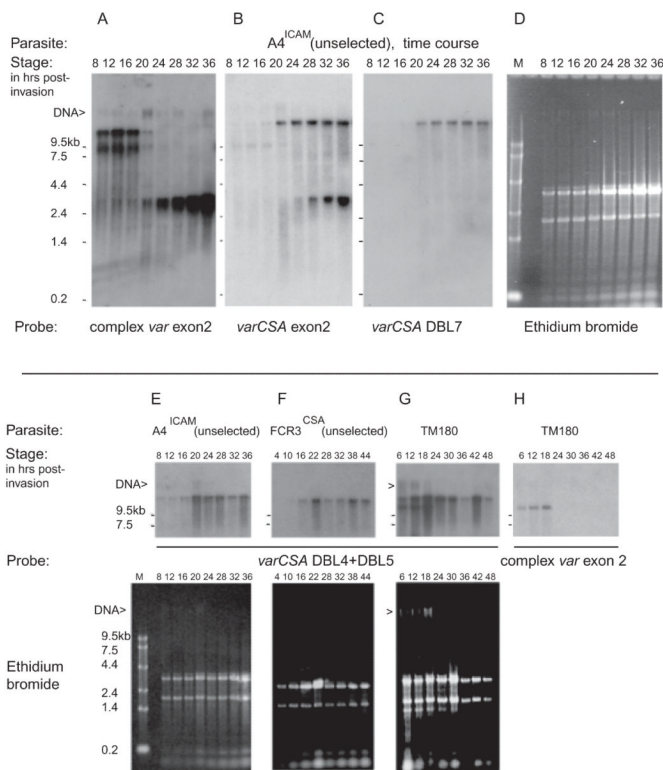 A B C D
Parasite: A4ICAM(unselected), time course
Stage:
in hrs post-
invasion
8 12 16 20 24 28 32 36 8 12 16 20 24 28 32 36 8 12 16 20 24 28 32 36 M 8 12 16 20 24 28 32 36
DNA>
9.5kb
7.5
4.4
2.4
1.4
0.2
Probe: complex var exon2 varCSA exon2 varCSA DBL7 Ethidium bromide
E F G H
Parasite: A4ICAM(unselected) FCR3CSA(unselected) TM180 TM180
Stage:
in hrs post-
invasion
8 12 16 20 24 28 32 36 4 10 16 22 28 32 38 44 6 12 18 24 30 36 42 48 6 12 18 24 30 36 42 48
DNA> >
9.5kb
7.5
Probe: varCSA DBL4+DBL5 complex var exon 2
M 8 12 16 20 24 28 32 36 4 10 16 22 28 32 38 44 6 12 18 24 30 36 42 48
DNA> >
9.5kb
7.5
4.4
Ethidium
bromide
2.4
1.4
0.2